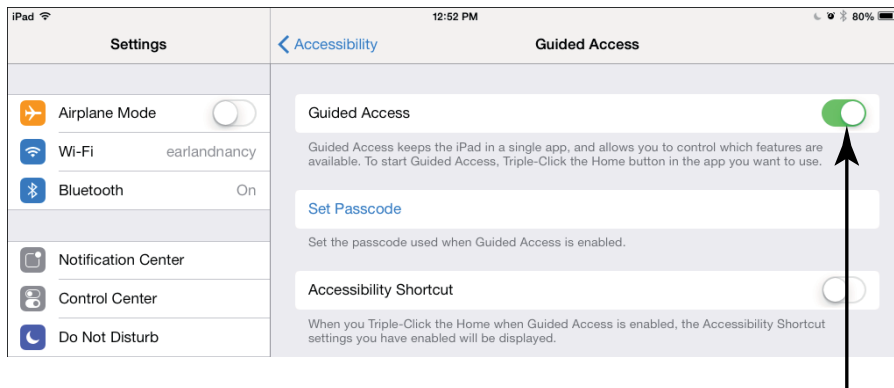 iPad 12:52 PM 80%
Settings
Accessibility
Guided Access
Airplane Mode
Wi-Fi earlandnancy
Bluetooth On
Notification Center
Control Center
Do Not Disturb
Guided Access
Guided Access keeps the iPad in a single app, and allows you to control which features are
available. To start Guided Access, Triple-Click the Home button in the app you want to use.
Set Passcode
Set the passcode used when Guided Access is enabled.
Accessibility Shortcut
When you Triple-Click the Home when Guided Access is enabled, the Accessibility Shortcut
settings you have enabled will be displayed.